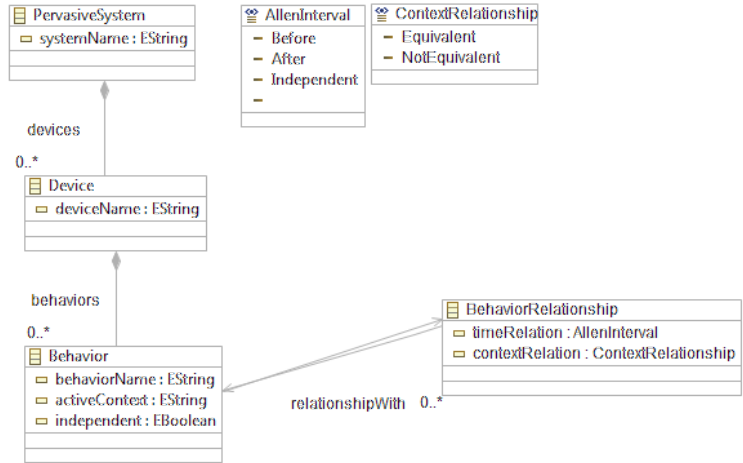 PervasiveSystem
systemName : EString
AllenInterval
Before
After
Independent
ContextRelationship
Equivalent
NotEquivalent
devices
0..*
Device
deviceName : EString
behaviors
0..*
Behavior
behaviorName : EString
activeContext : EString
independent : EBoolean
BehaviorRelationship
timeRelation : AllenInterval
contextRelation : ContextRelationship
relationshipWith 0..*